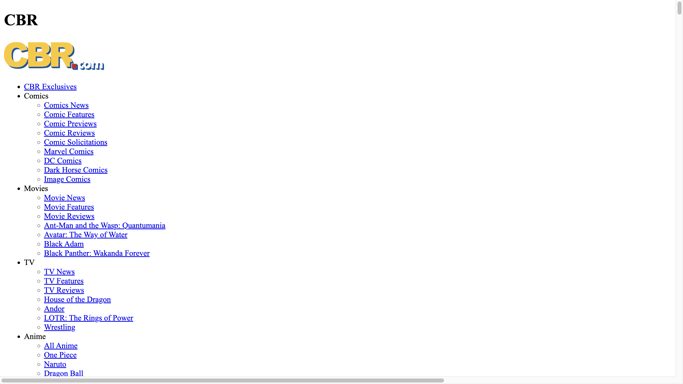 CBR
CBR.com
CBR Exclusives
Comics
Comics News
Comic Features
Comic Previews
Comic Reviews
Comic Solicitations
Marvel Comics
DC Comics
Dark Horse Comics
Image Comics
Movies
Movie News
Movie Features
Movie Reviews
Ant-Man and the Wasp: Quantumania
Avatar: The Way of Water
Black Adam
Black Panther: Wakanda Forever
TV
TV News
TV Features
TV Reviews
House of the Dragon
Andor
LOTR: The Rings of Power
Wrestling
Anime
All Anime
One Piece
Naruto
Dragon Ball